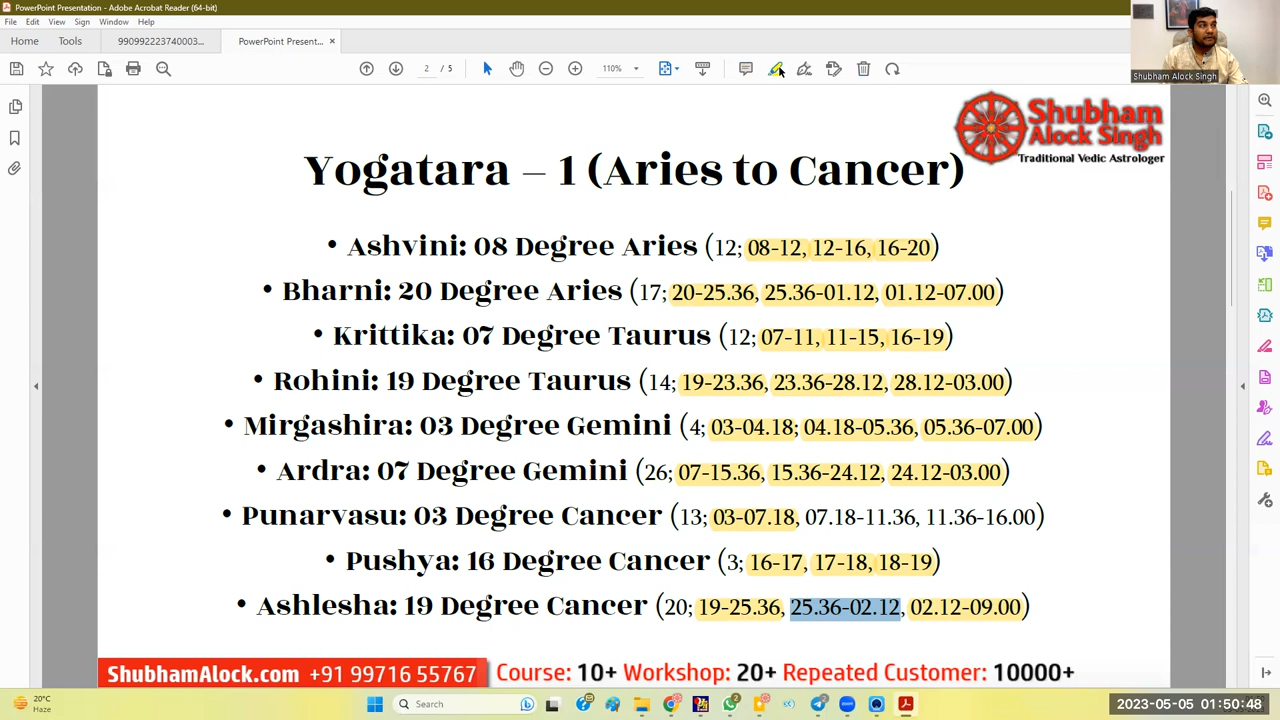 PowerPoint Presentation - Adobe Acrobat Reader (64-bit)
File Edit View Sign Window Help
Home Tools 990992223740003... PowerPoint Present... ×
2 / 5 110%
Shubham Alock Singh
Shubham
Alock Singh
Traditional Vedic Astrologer
Yogatara – 1 (Aries to Cancer)
• Ashvini: 08 Degree Aries (12; 08-12, 12-16, 16-20)
• Bharni: 20 Degree Aries (17; 20-25.36, 25.36-01.12, 01.12-07.00)
• Krittika: 07 Degree Taurus (12; 07-11, 11-15, 16-19)
• Rohini: 19 Degree Taurus (14; 19-23.36, 23.36-28.12, 28.12-03.00)
• Mirgashira: 03 Degree Gemini (4; 03-04.18; 04.18-05.36, 05.36-07.00)
• Ardra: 07 Degree Gemini (26; 07-15.36, 15.36-24.12, 24.12-03.00)
• Punarvasu: 03 Degree Cancer (13; 03-07.18, 07.18-11.36, 11.36-16.00)
• Pushya: 16 Degree Cancer (3; 16-17, 17-18, 18-19)
• Ashlesha: 19 Degree Cancer (20; 19-25.36, 25.36-02.12, 02.12-09.00)
ShubhamAlock.com +91 99716 55767 Course: 10+ Workshop: 20+ Repeated Customer: 10000+
20°C
Haze
Search
2023-05-05 01:50:48